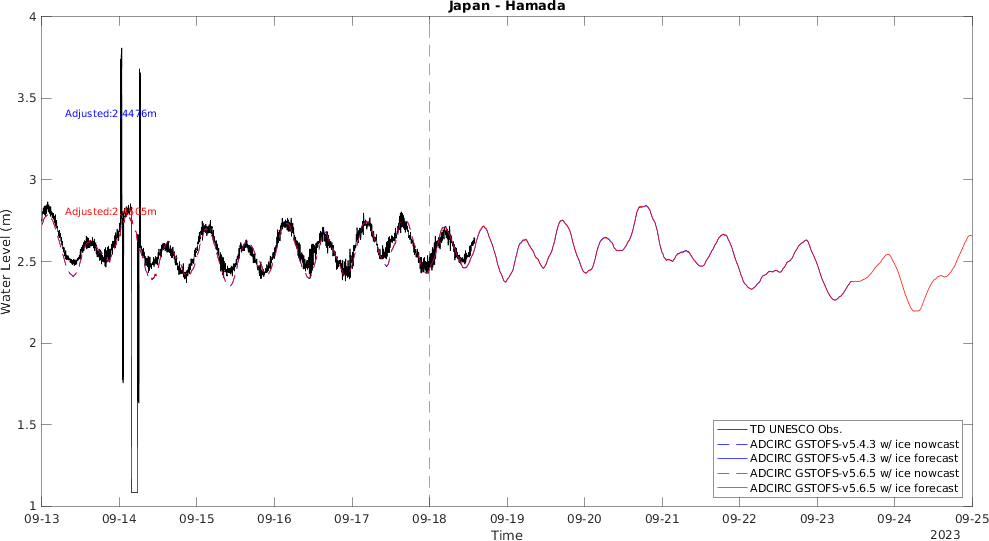 Japan - Hamada
4
3.5
3
2.5
2
1.5
1
Water Level (m)
Adjusted:2.4476m
Adjusted:2
05m
TD UNESCO Obs.
ADCIRC GSTOFS-v5.4.3 w/ ice nowcast
ADCIRC GSTOFS-v5.4.3 w/ ice forecast
ADCIRC GSTOFS-v5.6.5 w/ ice nowcast
ADCIRC GSTOFS-v5.6.5 w/ ice forecast
09-13 09-14 09-15 09-16 09-17 09-18 09-19 09-20 09-21 09-22 09-23 09-24 09-25
Time
2023